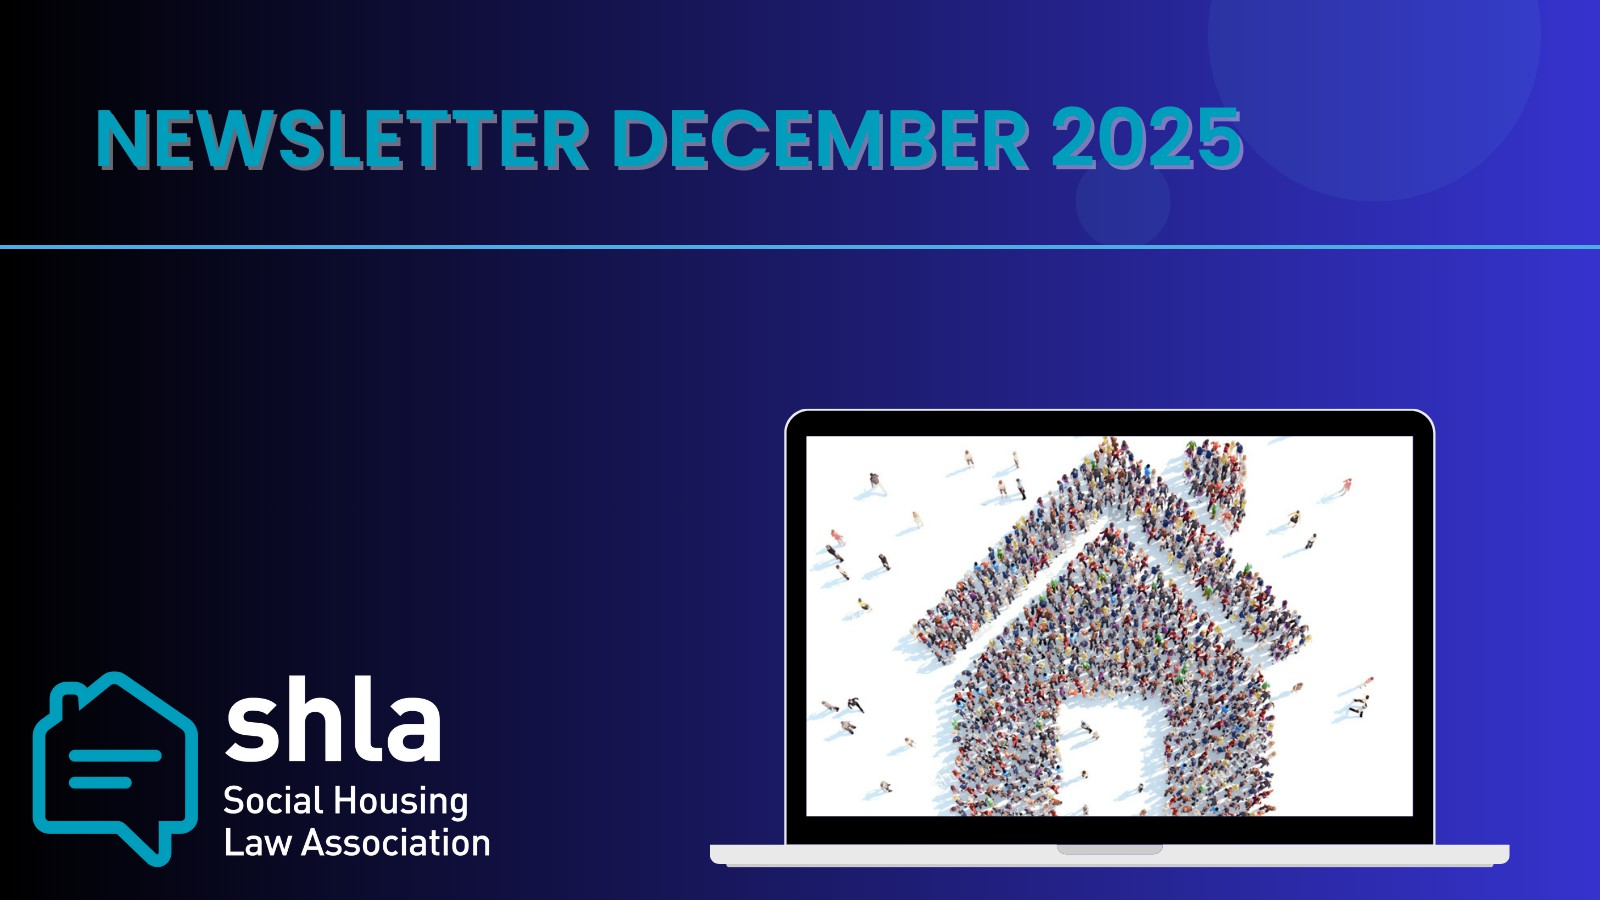 NEWSLETTER DECEMBER 2025
shla
Social Housing
Law Association